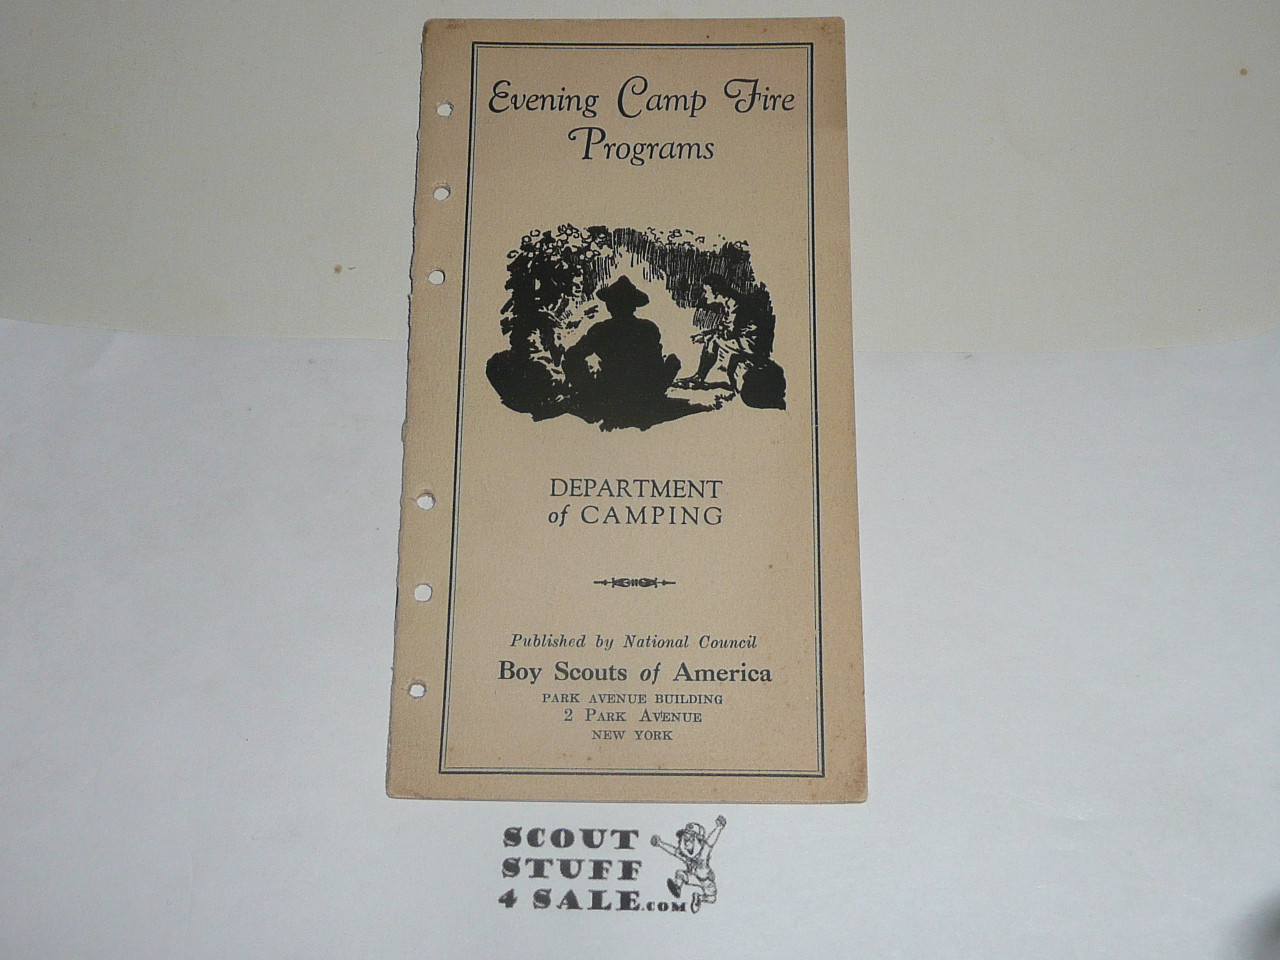 Evening Camp Fire
Programs
DEPARTMENT
of CAMPING
Published by National Council
Boy Scouts of America
PARK AVENUE BUILDING
2 PARK AVENUE
NEW YORK
SCOUT
STUFF
4 SALE.COM